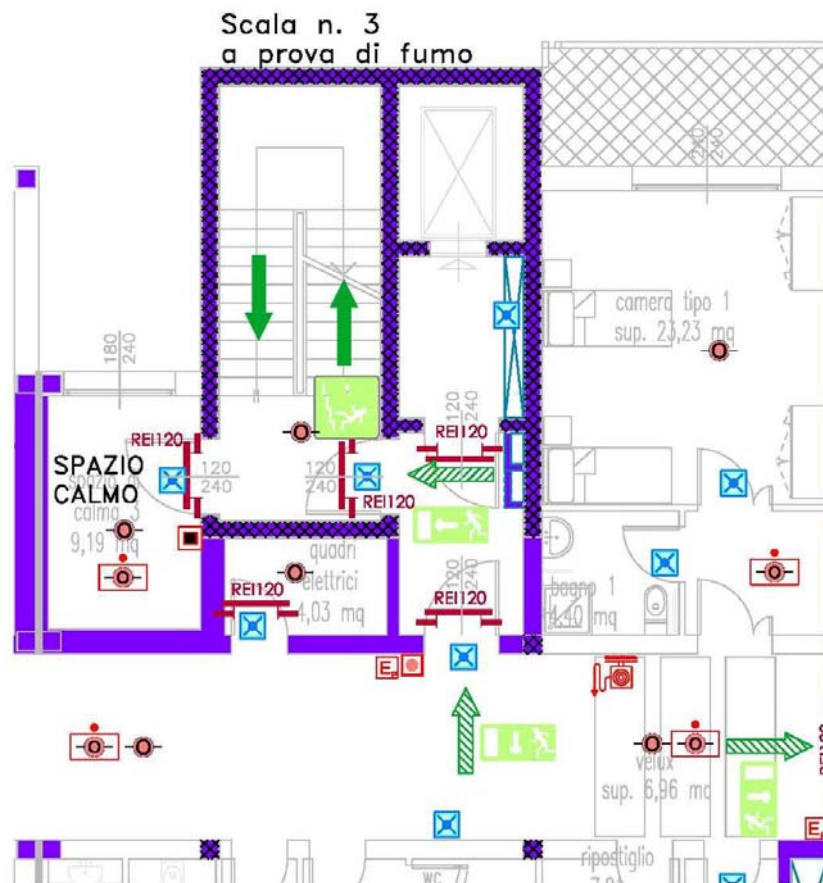 Scala n. 3
a prova di fumo
240
camera tipo 1
sup. 23,23 mq
180
240
REI120
120
240
120
240
120
240
REI120
REI120
SPAZIO
CALMO
calmo 3
9,19 mq
quadri
elettrici
4,03 mq
REI120
120
240
REI120
bagno 1
4,40 mq
E
velux
sup. 6,96 mq
REI120
E
ripostiglio
wc